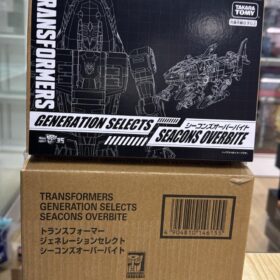 TRANSFORMERS
TAKARA TOMY
GENERATION SELECTS
シーコンズオーバーバイト
SEACONS OVERBITE
TRANSFORMERS
GENERATION SELECTS
SEACONS OVERBITE
トランスフォーマー
ジェネレーションセレクト
シーコンズオーバーバイト
4 904810 146155